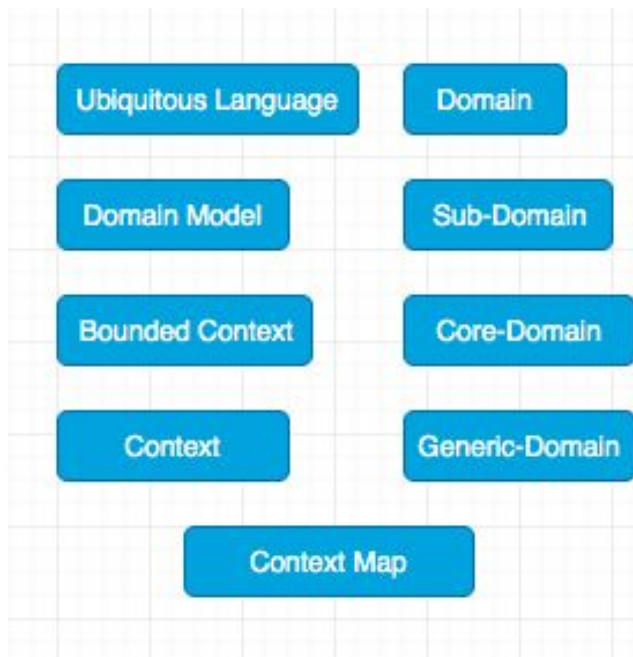 Ubiquitous Language
Domain
Domain Model
Sub-Domain
Bounded Context
Core-Domain
Context
Generic-Domain
Context Map